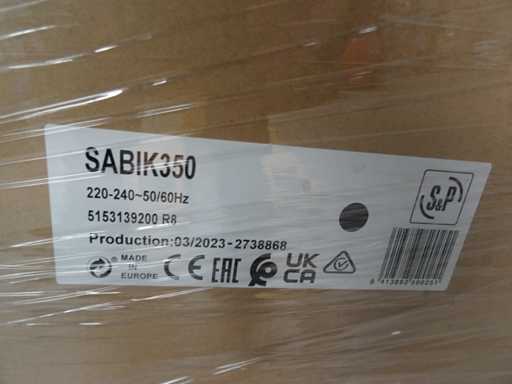 SABIK350
220-240~50/60Hz
5153139200 R8
Production:03/2023-2738868
MADE
IN
EUROPE
CE
EAC
UK
CA
S&P